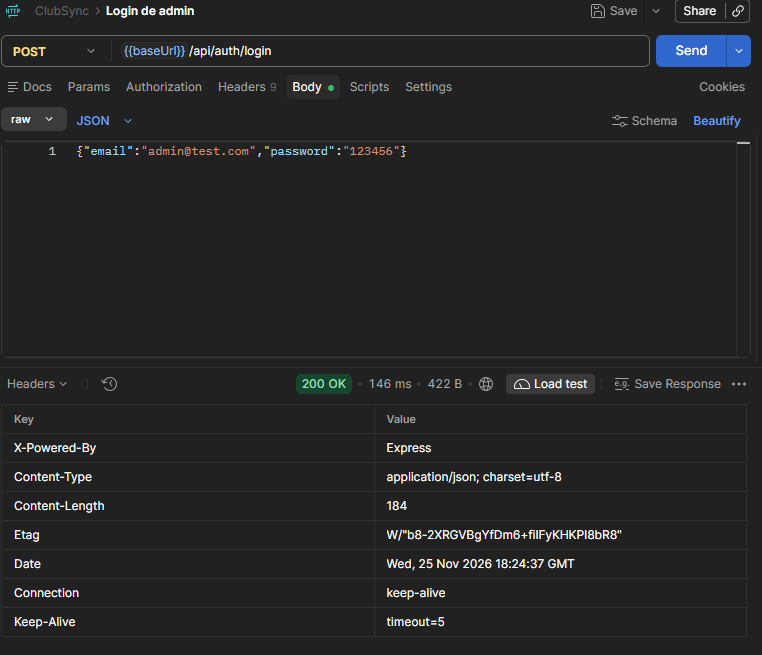 HTTP ClubSync > Login de admin Save Share
POST {{baseUrl}} /api/auth/login Send
Docs Params Authorization Headers 9 Body Scripts Settings Cookies
raw JSON Schema Beautify
1 {"email":"admin@test.com","password":"123456"}
Headers 200 OK • 146 ms • 422 B • Load test e.g. Save Response
Key Value
X-Powered-By Express
Content-Type application/json; charset=utf-8
Content-Length 184
Etag W/"b8-2XRGVBgYfDm6+fiIFyKHKPI8bR8"
Date Wed, 25 Nov 2026 18:24:37 GMT
Connection keep-alive
Keep-Alive timeout=5